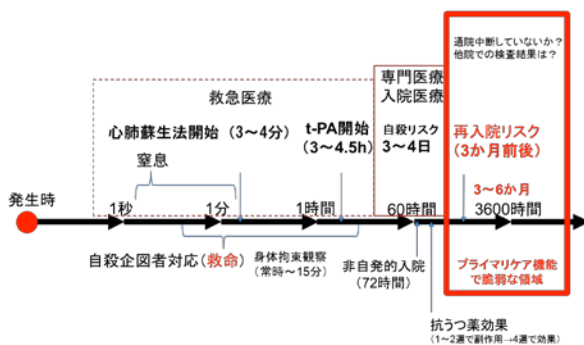 通院中断していないか？
他院での検査結果は？
救急医療
専門医療
入院医療
心肺蘇生法開始（3〜4分）
t-PA開始
（3〜4.5h）
自殺リスク
3〜4日
再入院リスク
（3か月前後）
窒息
発生時
1秒
1分
1時間
60時間
3〜6か月
3600時間
自殺企図者対応（救命）
身体拘束観察
（常時〜15分）
非自発的入院
（72時間）
プライマリケア機能
で脆弱な領域
抗うつ薬効果
（1〜2週で副作用→4週で効果）